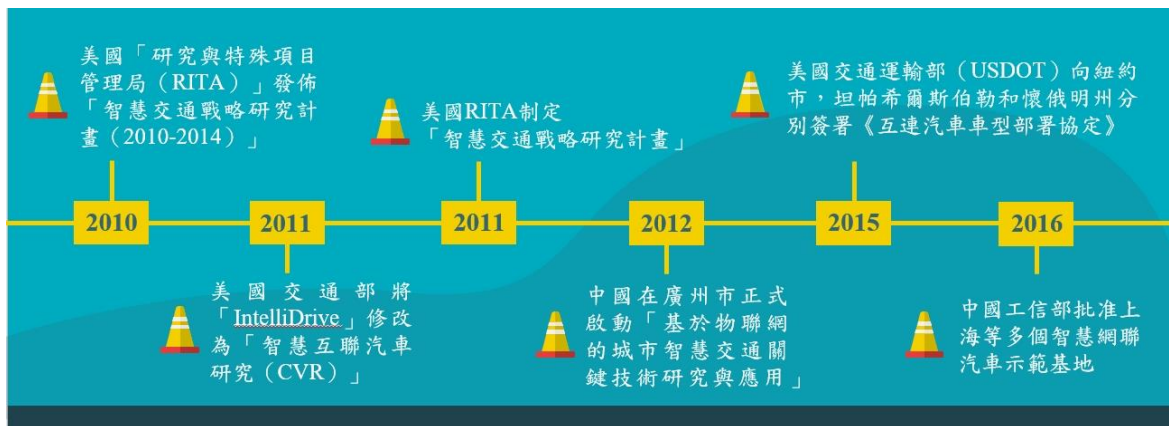 美國「研究與特殊項目
管理局（RITA）」發佈
「智慧交通戰略研究計
畫（2010-2014）」
2010
2011
美國交通部將
「IntelliDrive」修改
為「智慧互聯汽車
研究（CVR）」
美國RITA制定
「智慧交通戰略研究計畫」
2011
2012
中國在廣州市正式
啟動「基於物聯網
的城市智慧交通關
鍵技術研究與應用」
美國交通運輸部（USDOT）向紐約
市，坦帕希爾斯伯勒和懷俄明州分
別簽署《互連汽車車型部署協定》
2015
2016
中國工信部批准上
海等多個智慧網聯
汽車示範基地